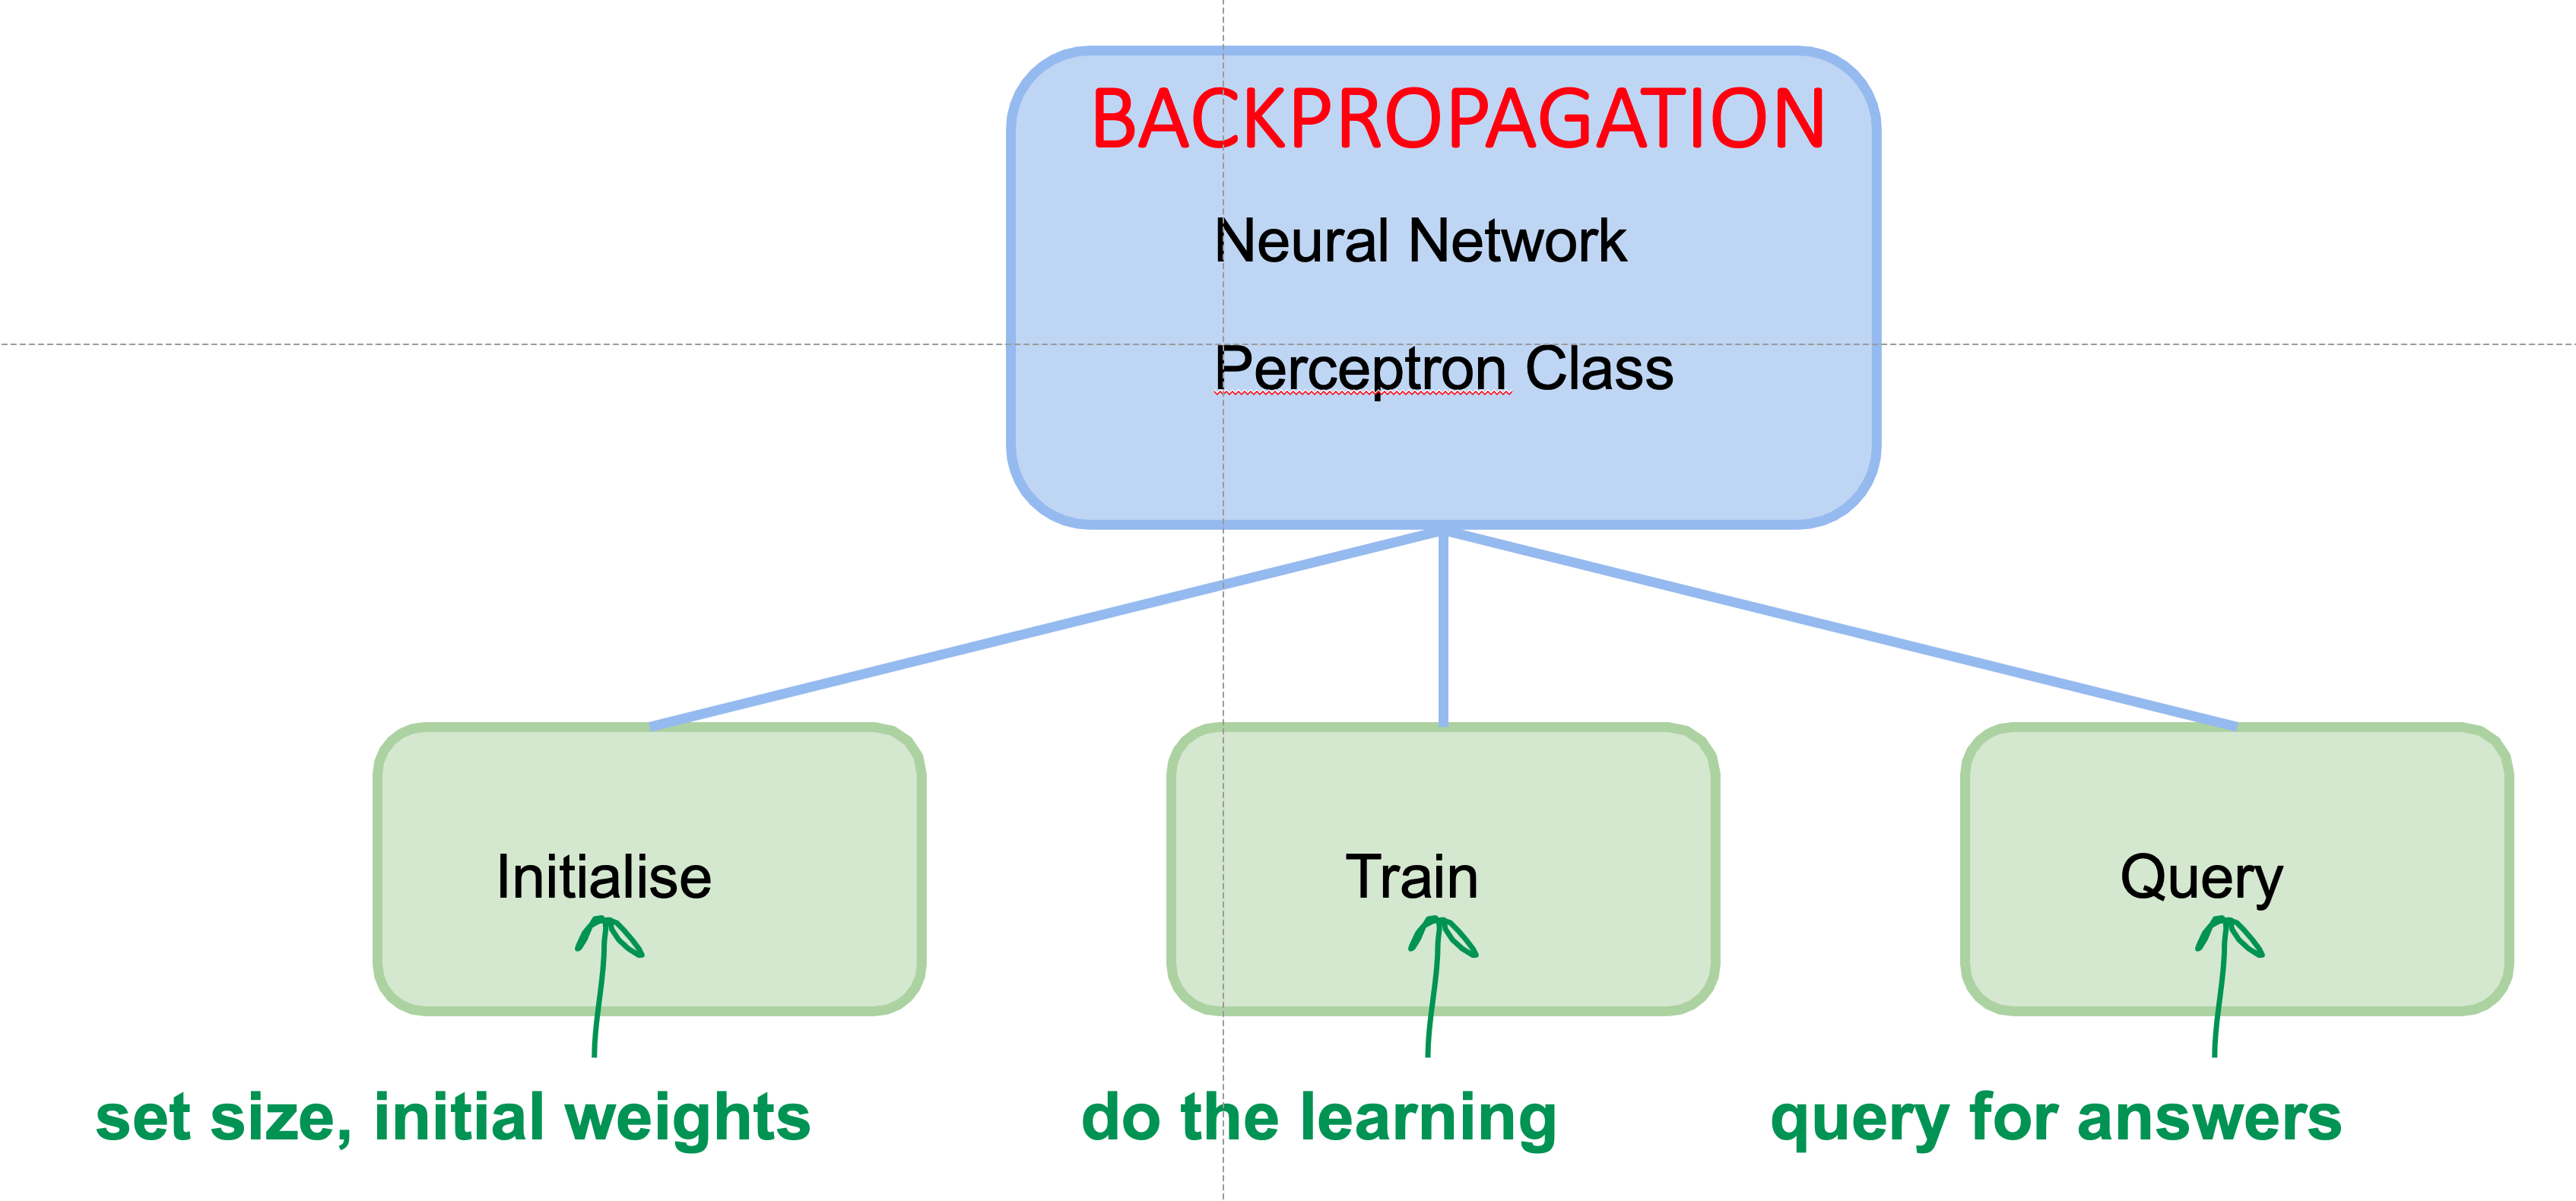 BACKPROPAGATION
Neural Network
Perceptron Class
Initialise
Train
Query
set size, initial weights
do the learning
query for answers